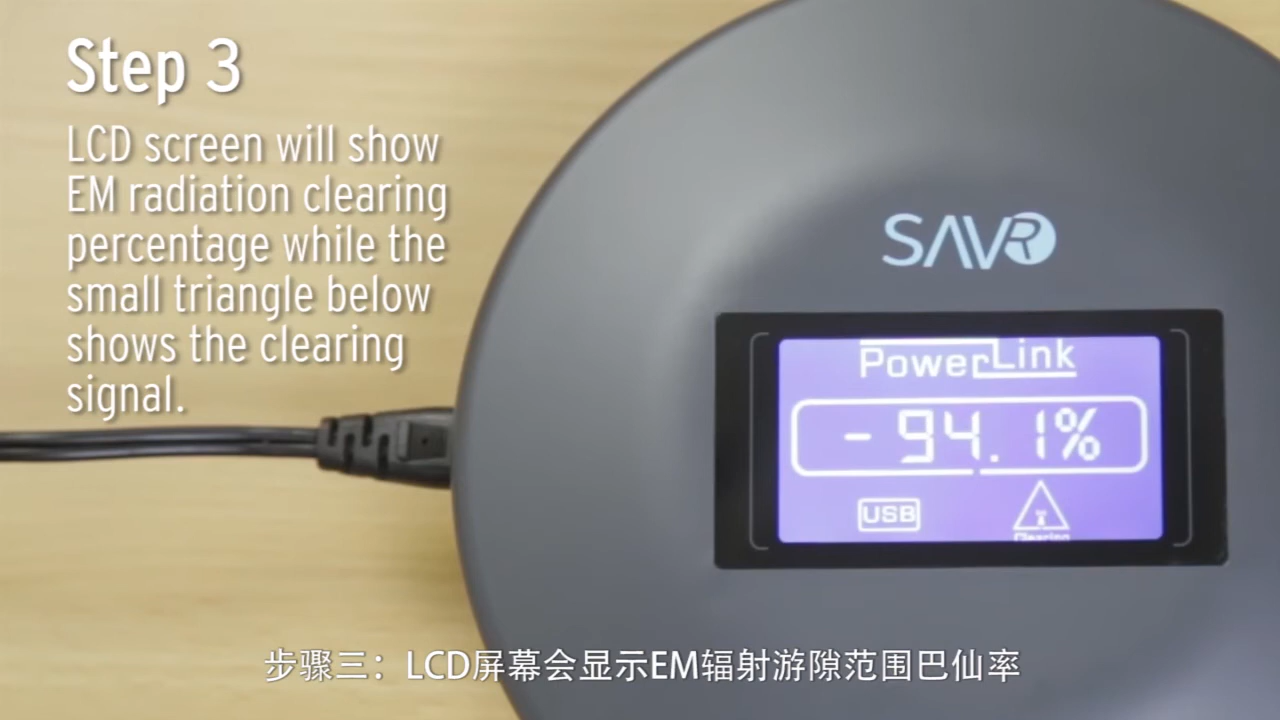 Step 3
LCD screen will show
EM radiation clearing
percentage while the
small triangle below
shows the clearing
signal.
SAVR
PowerLink
-94.1%
USB
Clearing
步骤三：LCD屏幕会显示EM辐射游隙范围巴仙率